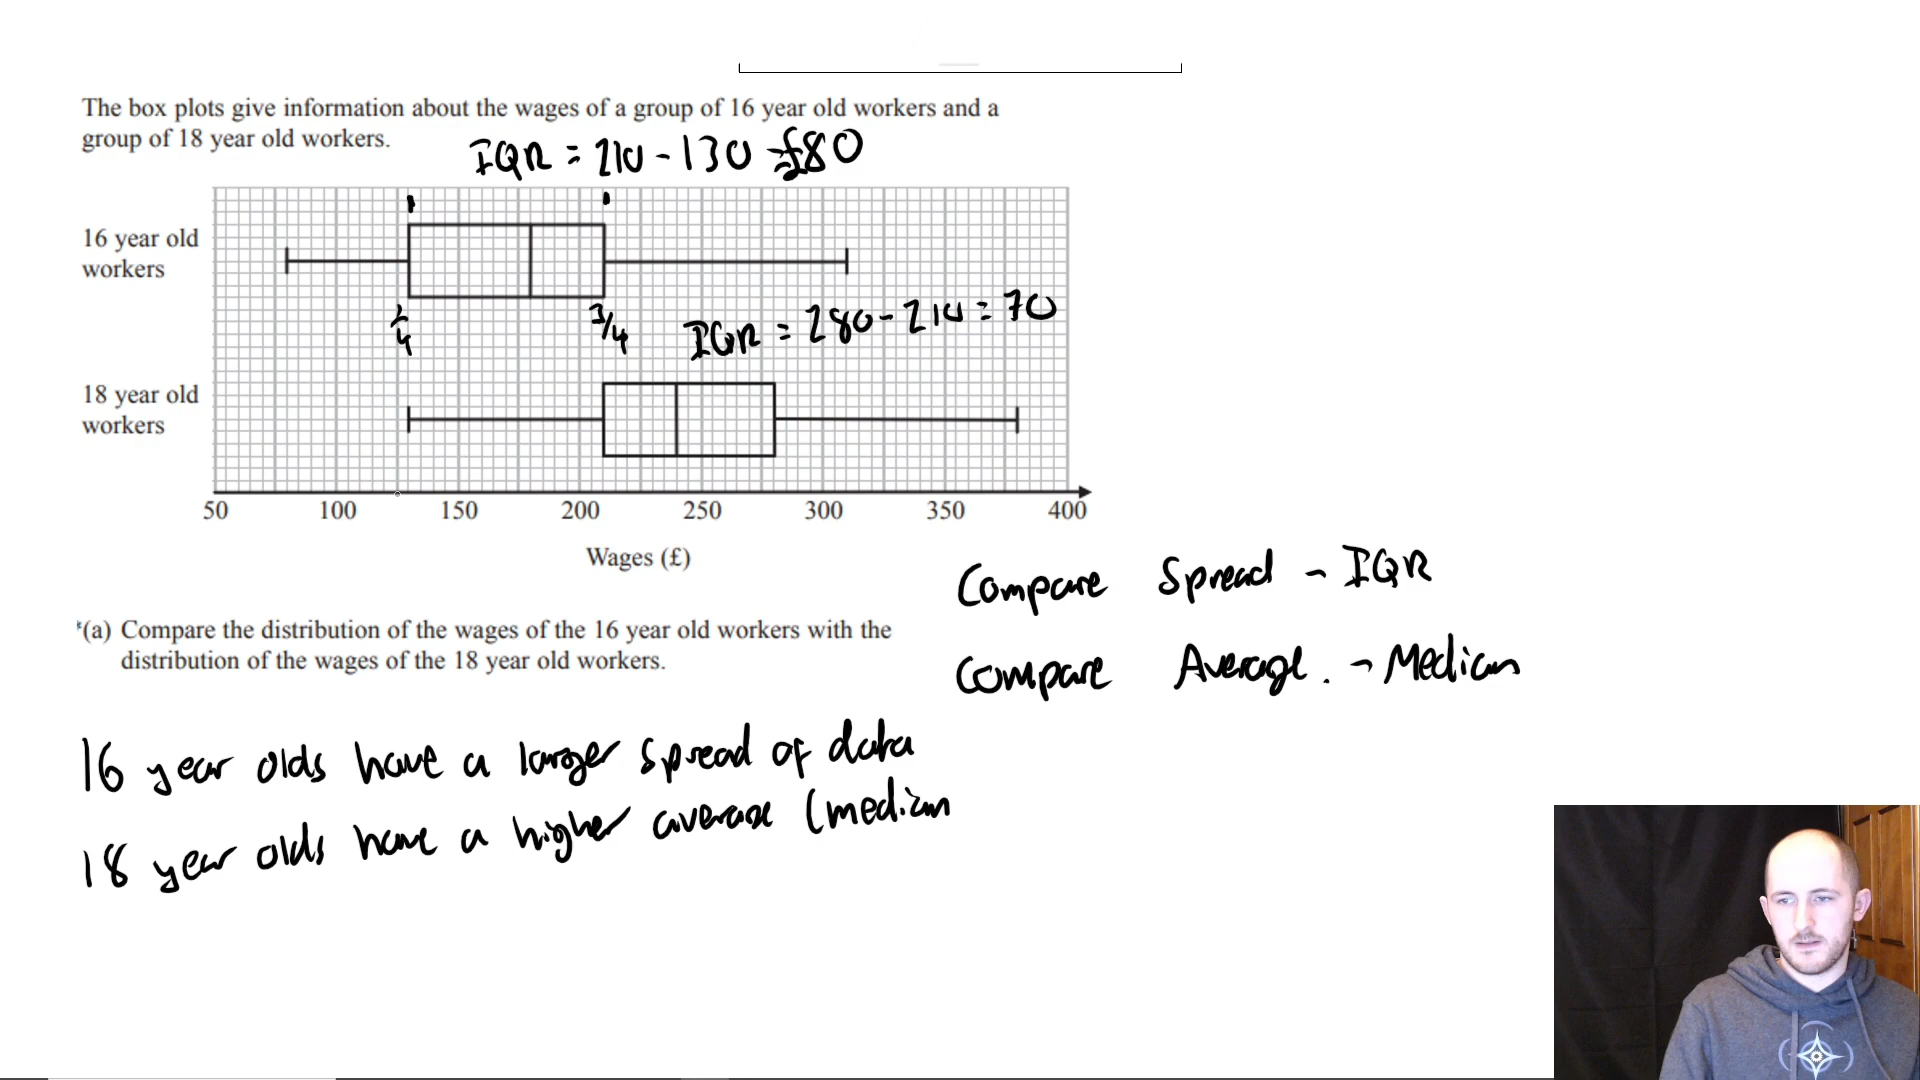 The box plots give information about the wages of a group of 16 year old workers and a
group of 18 year old workers.
IQR = 210 - 130 = £80
16 year old
workers
1/4
3/4
IQR = 280 - 210 = 70
18 year old
workers
50 100 150 200 250 300 350 400
Wages (£)
Compare Spread - IQR
*(a) Compare the distribution of the wages of the 16 year old workers with the
distribution of the wages of the 18 year old workers.
Compare Average. - Median
16 year olds have a larger spread of data
18 year olds have a higher average (median